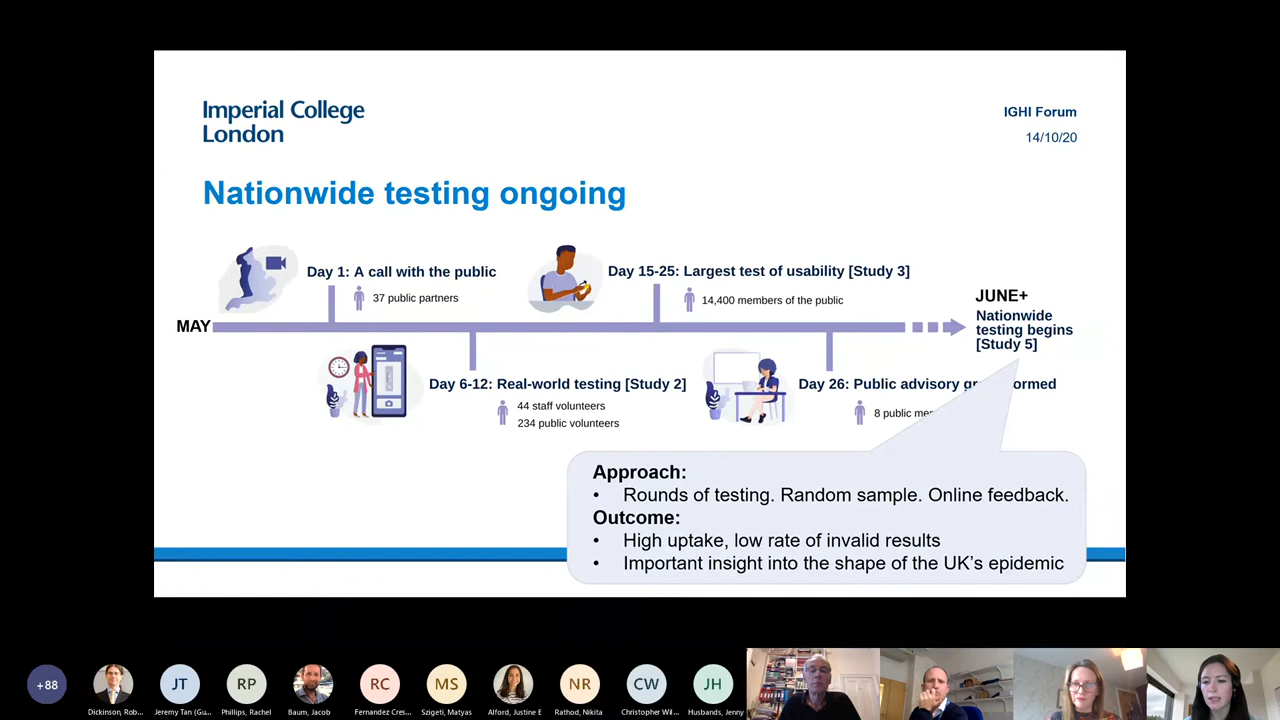 Imperial College
London
IGHI Forum
14/10/20
Nationwide testing ongoing
Day 1: A call with the public
37 public partners
Day 15-25: Largest test of usability [Study 3]
14,400 members of the public
MAY
JUNE+
Nationwide
testing begins
[Study 5]
Day 6-12: Real-world testing [Study 2]
44 staff volunteers
234 public volunteers
Day 26: Public advisory
8 public
Approach:
• Rounds of testing. Random sample. Online feedback.
Outcome:
• High uptake, low rate of invalid results
• Important insight into the shape of the UK's epidemic
+88
JT
RP
RC
MS
NR
CW
JH
Dickinson, Rob...
Jeremy Tan (Gu...
Phillips, Rachel
Baum, Jacob
Fernandez Cres...
Szigeti, Matyas
Alford, Justine E
Rathod, Nikita
Christopher Wil...
Husbands, Jenny